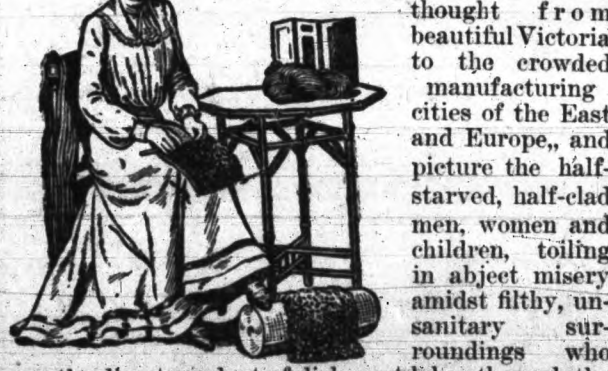 thought from
beautiful Victoria
to the crowded
manufacturing
cities of the East
and Europe,, and
picture the half-
starved, half-clad
men, women and
children, toiling
in abject misery
amidst filthy, un-
sanitary sur-
roundings who